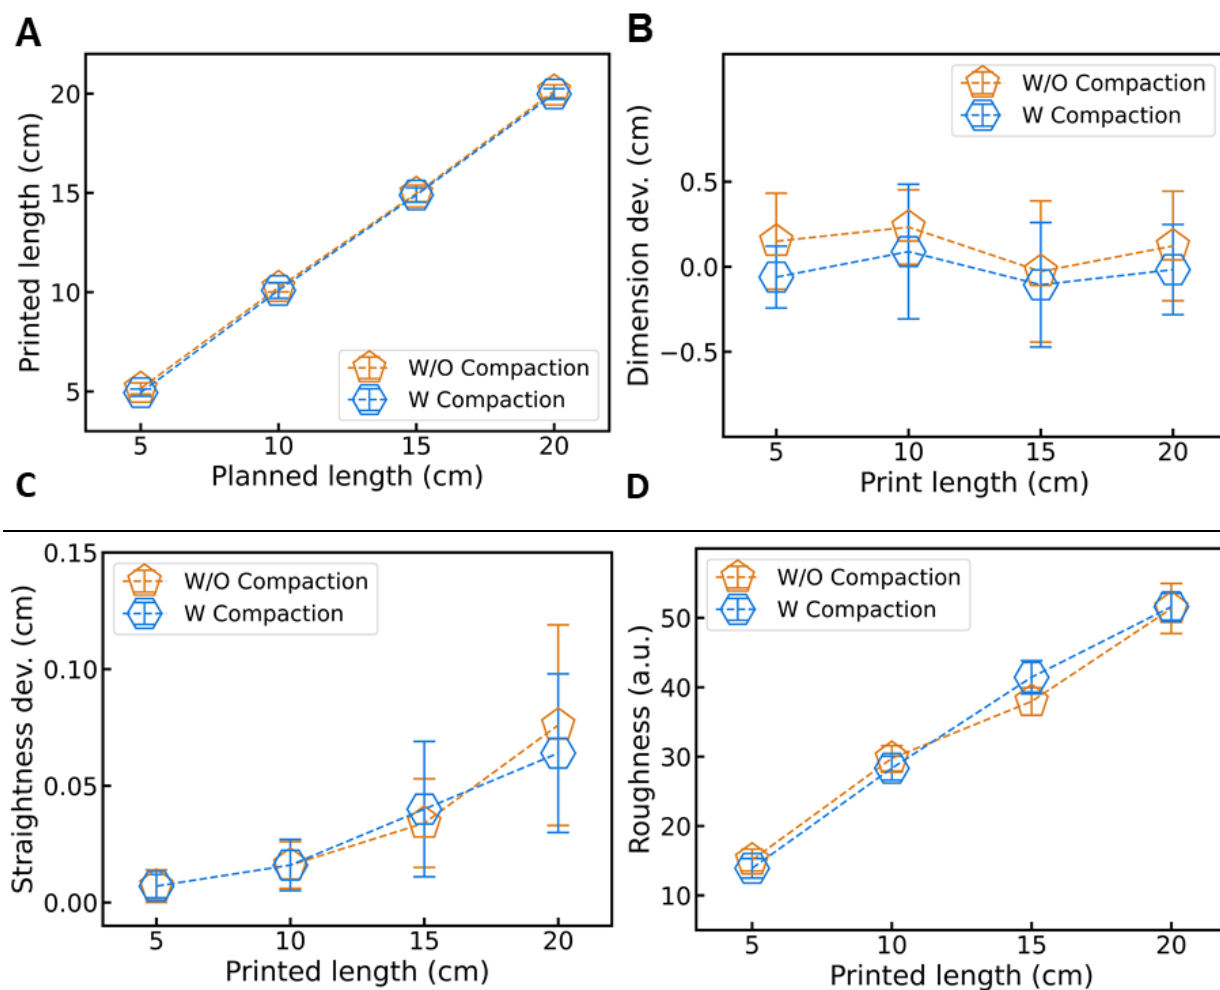 A
Printed length (cm)
20
15
10
5
W/O Compaction
W Compaction
5 10 15 20
Planned length (cm)
B
Dimension dev. (cm)
W/O Compaction
W Compaction
0.5
0.0
−0.5
5 10 15 20
Print length (cm)
C
Straightness dev. (cm)
0.15
0.10
0.05
0.00
W/O Compaction
W Compaction
5 10 15 20
Printed length (cm)
D
Roughness (a.u.)
W/O Compaction
W Compaction
50
40
30
20
10
5 10 15 20
Printed length (cm)